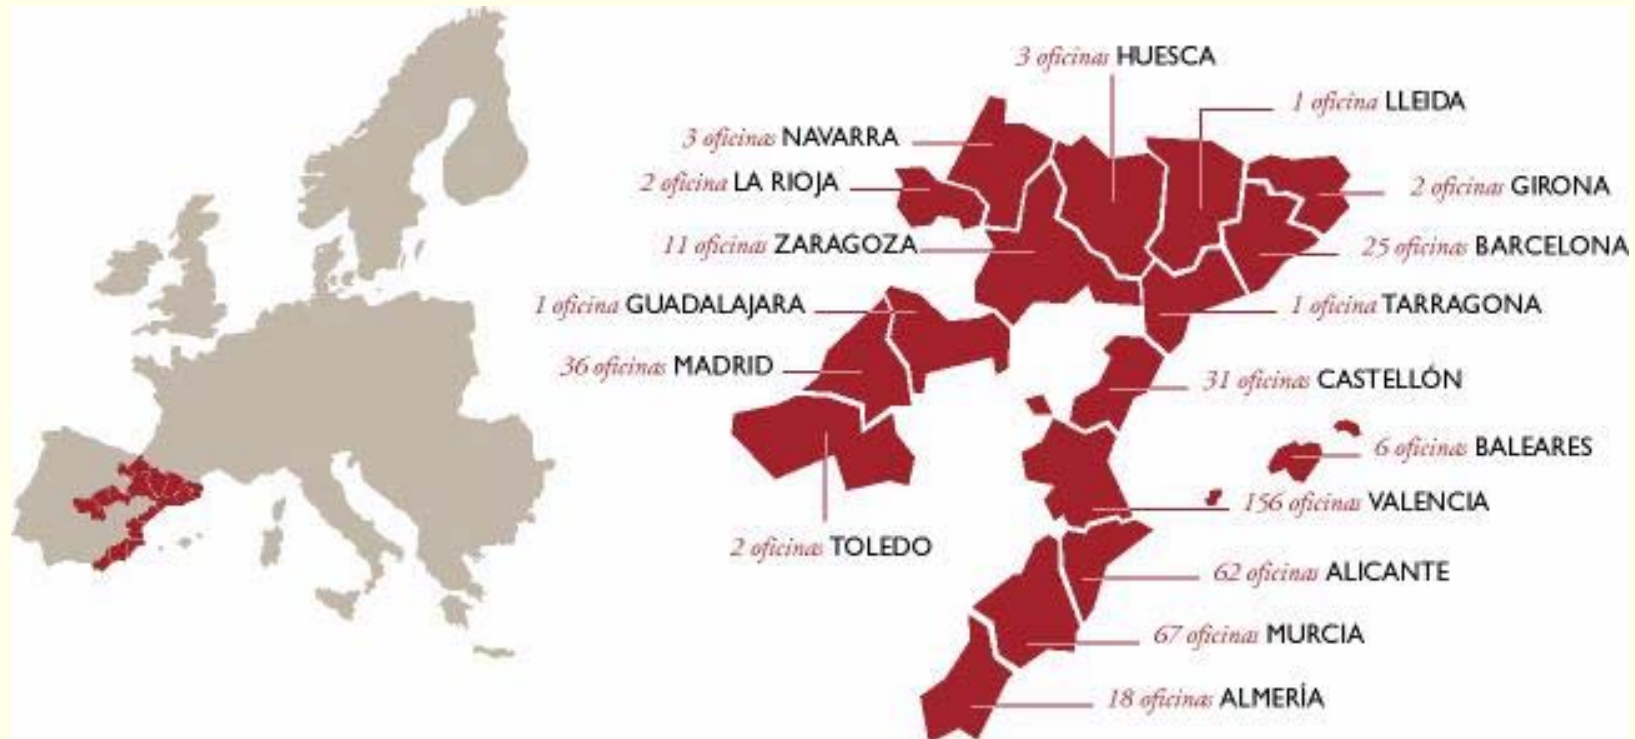 3 oficinas HUESCA
1 oficina LLEIDA
3 oficinas NAVARRA
2 oficina LA RIOJA
2 oficinas GIRONA
11 oficinas ZARAGOZA
25 oficinas BARCELONA
1 oficina GUADALAJARA
1 oficina TARRAGONA
36 oficinas MADRID
31 oficinas CASTELLÓN
6 oficinas BALEARES
156 oficinas VALENCIA
2 oficinas TOLEDO
62 oficinas ALICANTE
67 oficinas MURCIA
18 oficinas ALMERÍA